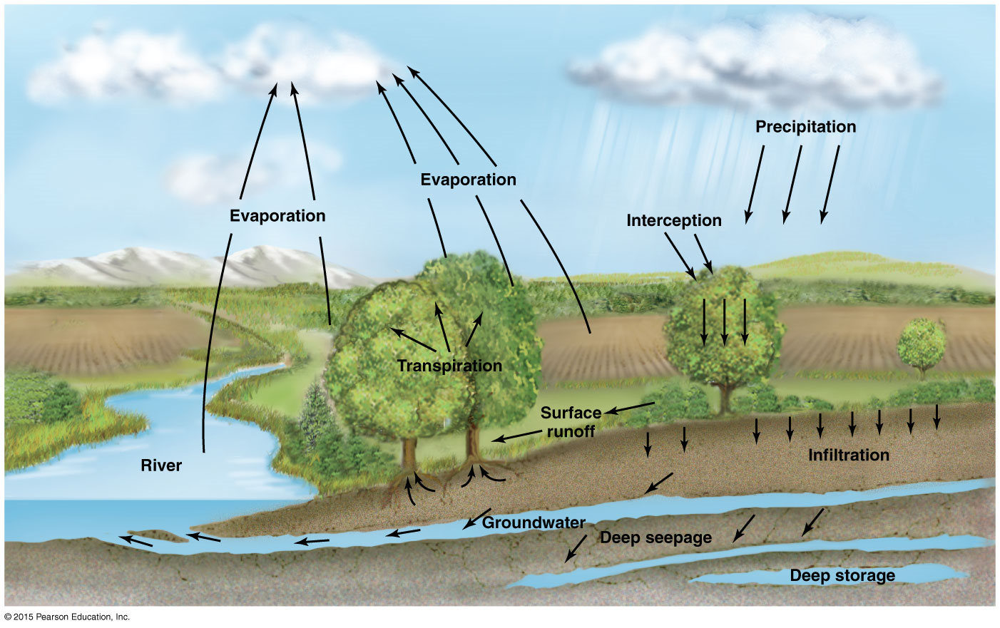 Precipitation
Evaporation
Evaporation
Interception
Transpiration
Surface
runoff
River
Infiltration
Groundwater
Deep seepage
Deep storage
© 2015 Pearson Education, Inc.